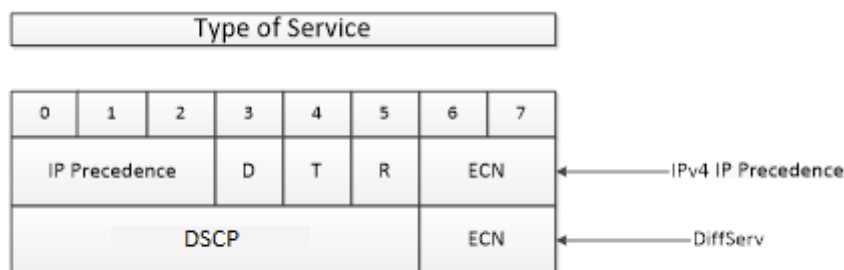 Type of Service
0 1 2 3 4 5 6 7
IP Precedence D T R ECN IPv4 IP Precedence
DSCP ECN DiffServ